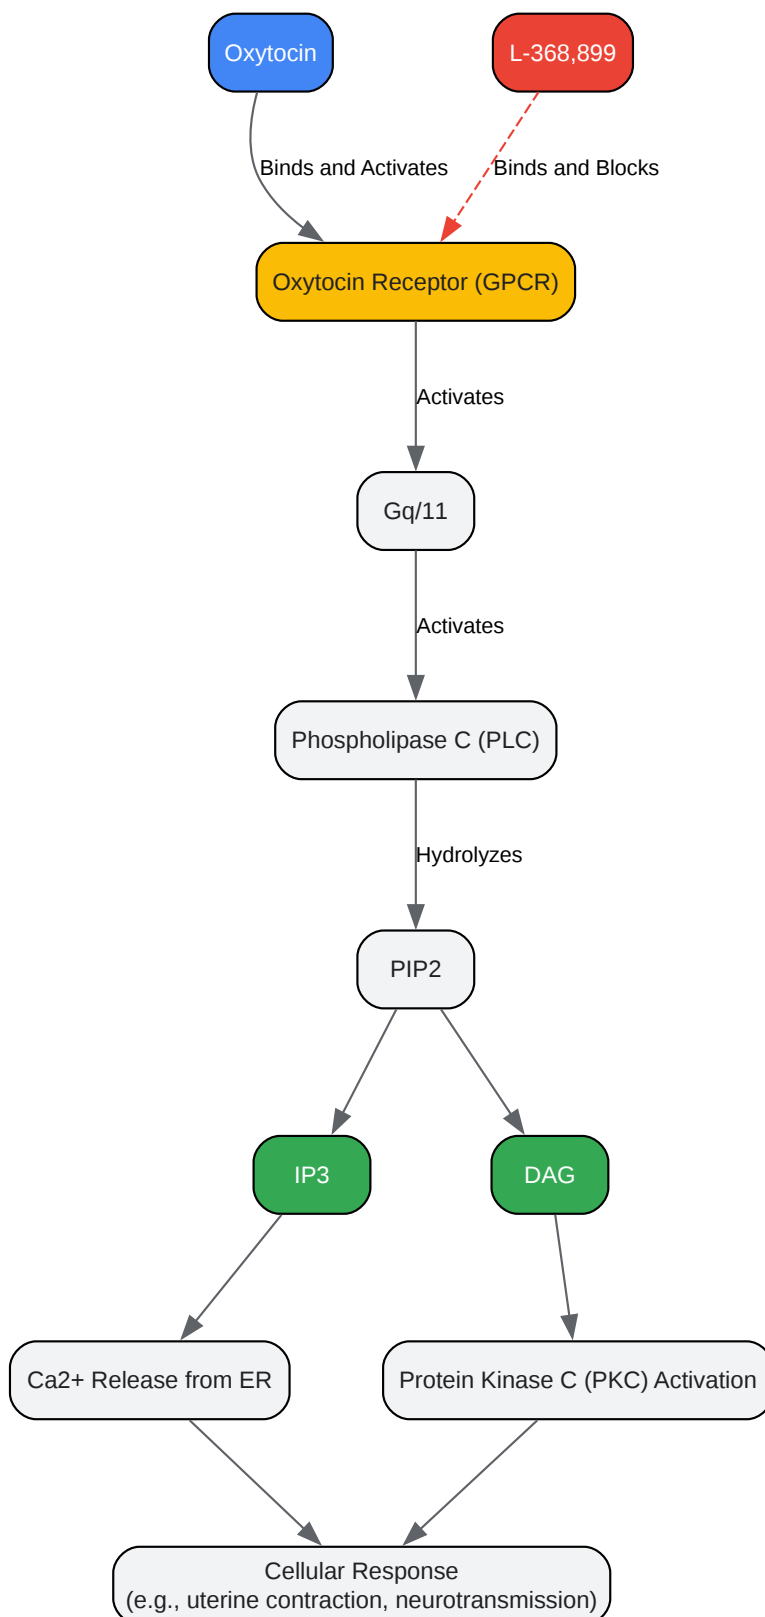 Oxytocin
L-368,899
Binds and Activates
Binds and Blocks
Oxytocin Receptor (GPCR)
Activates
Gq/11
Activates
Phospholipase C (PLC)
Hydrolyzes
PIP2
IP3
DAG
Ca2+ Release from ER
Protein Kinase C (PKC) Activation
Cellular Response
(e.g., uterine contraction, neurotransmission)